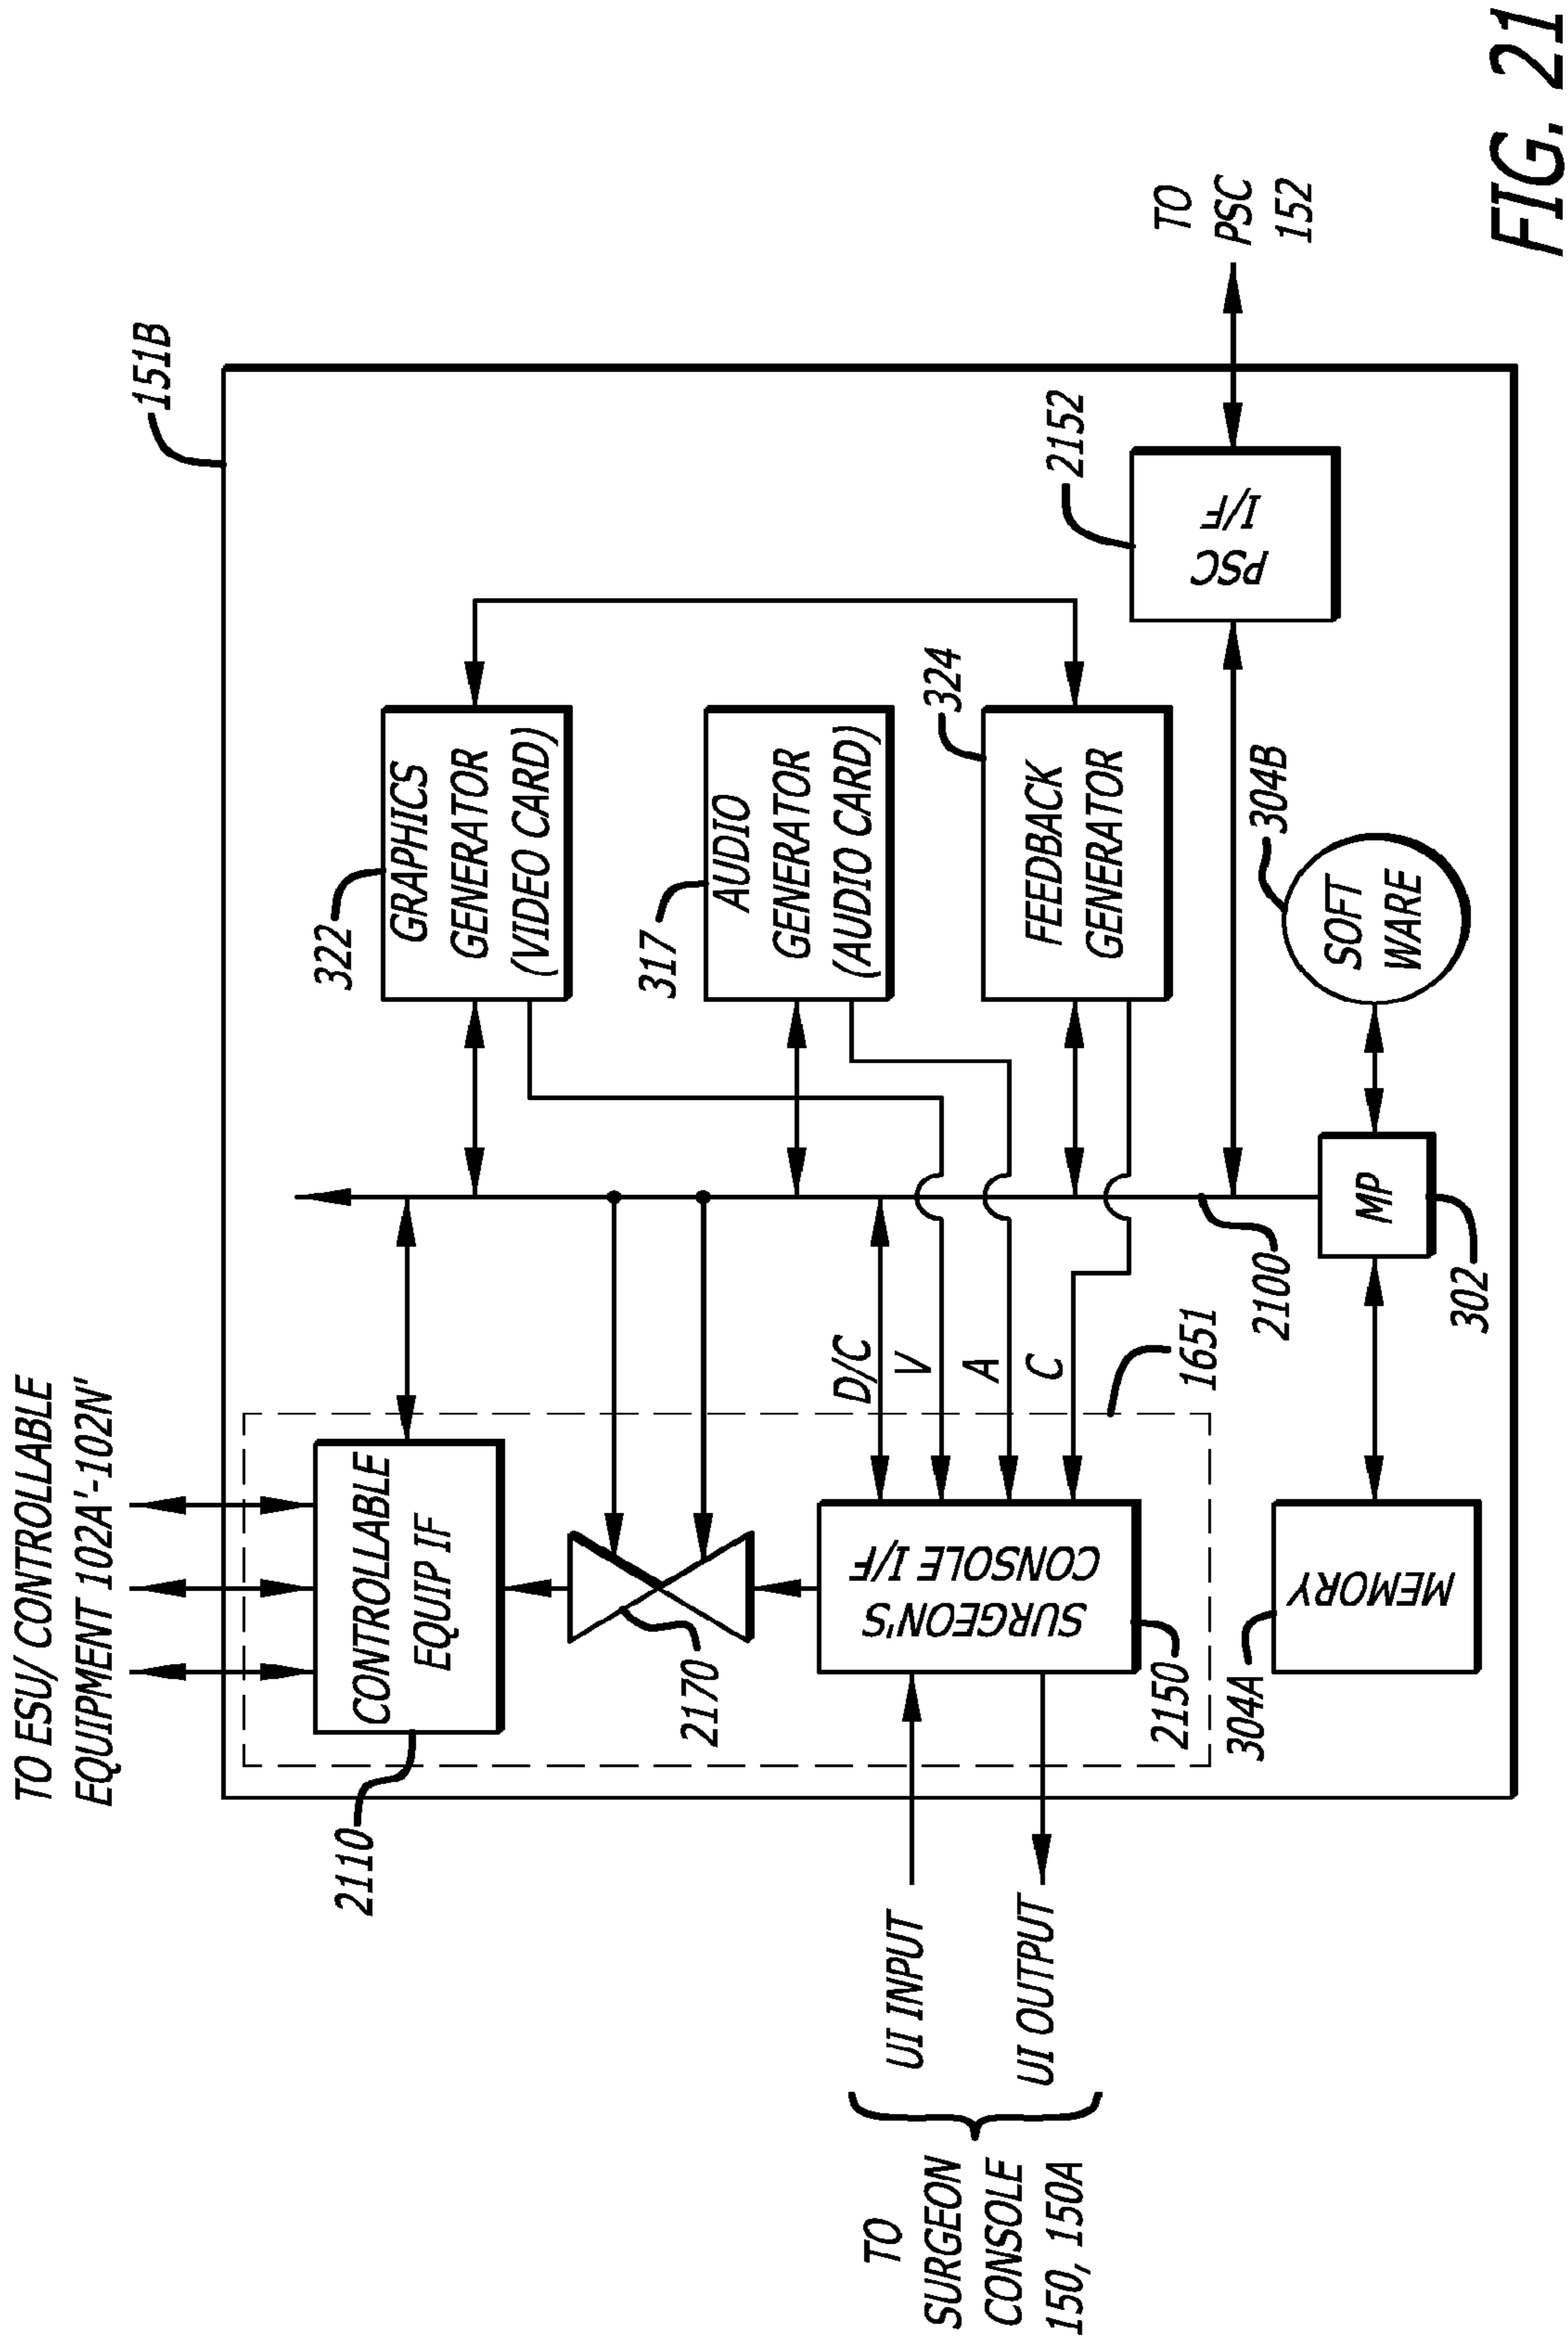 TO ESU/ CONTROLLABLE
EQUIPMENT 102A'-102N'
151B
2110
CONTROLLABLE
EQUIP IF
322
GRAPHICS
GENERATOR
(VIDEO CARD)
2170
317
AUDIO
GENERATOR
(AUDIO CARD)
TO
SURGEON
CONSOLE
150, 150A
UI INPUT
UI OUTPUT
SURGEON'S
CONSOLE I/F
2150
D/C
V
A
C
1651
324
FEEDBACK
GENERATOR
2152
PSC
I/F
TO
PSC
152
304A
MEMORY
2100
MP
302
304B
SOFT
WARE
FIG. 21